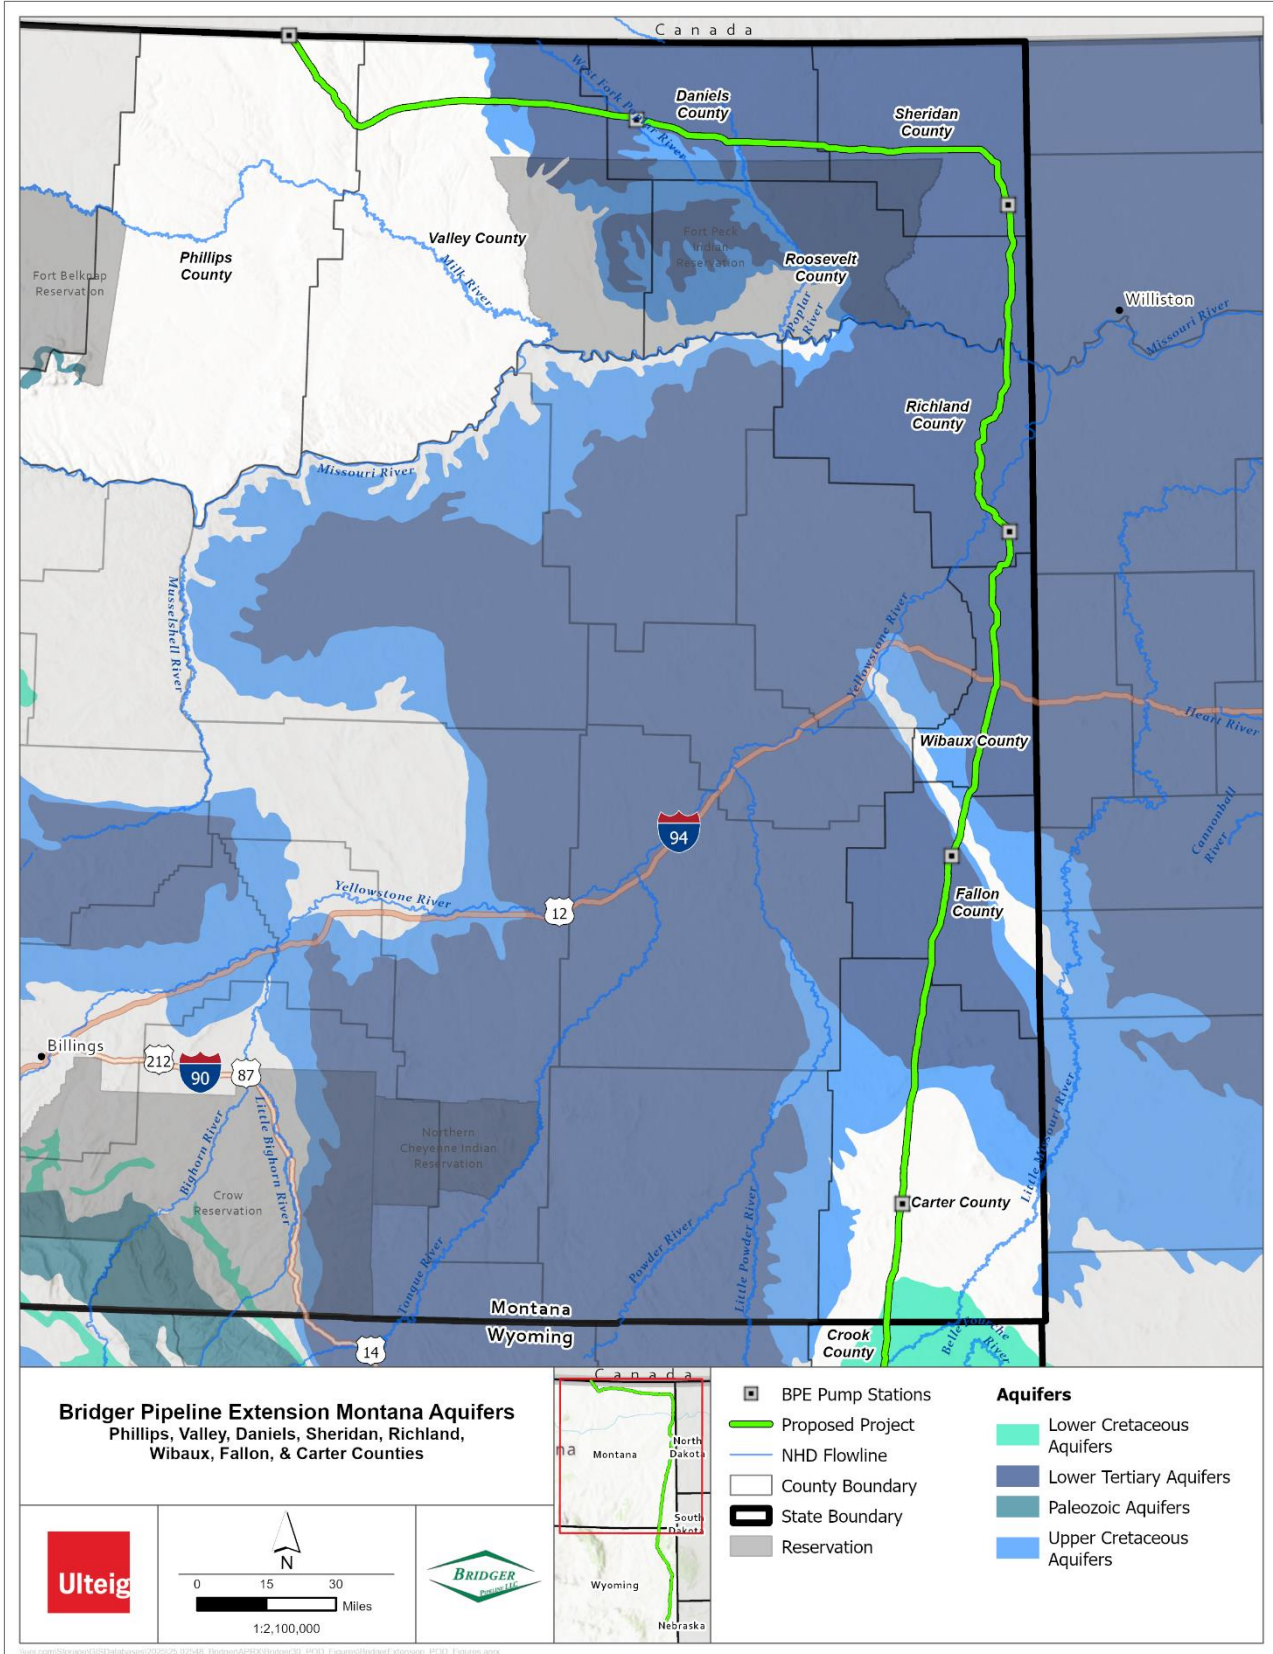 Canada
West Fork Poplar River
Daniels
County
Sheridan
County
Phillips
County
Valley County
Milk River
Fort Belknap
Reservation
Fort Peck
Indian
Reservation
Roosevelt
County
Poplar
River
Williston
Missouri River
Richland
County
Missouri River
Musselshell River
Yellowstone River
Heart River
Wibaux County
Cannonball
River
94
Yellowstone River
12
Fallon
County
Billings
212
90
87
Little Bighorn River
Bighorn River
Northern
Cheyenne Indian
Reservation
Crow
Reservation
Little Missouri River
Carter County
Tongue River
Powder River
Little Powder River
Montana
Wyoming
14
Crook
County
Belle Fourche
River
Bridger Pipeline Extension Montana Aquifers
Phillips, Valley, Daniels, Sheridan, Richland,
Wibaux, Fallon, & Carter Counties
Ulteig
N
0 15 30
Miles
1:2,100,000
BRIDGER
PIPELINE LLC
Canada
na
Montana
North
Dakota
South
Dakota
Wyoming
Nebraska
BPE Pump Stations
Proposed Project
NHD Flowline
County Boundary
State Boundary
Reservation
Aquifers
Lower Cretaceous
Aquifers
Lower Tertiary Aquifers
Paleozoic Aquifers
Upper Cretaceous
Aquifers